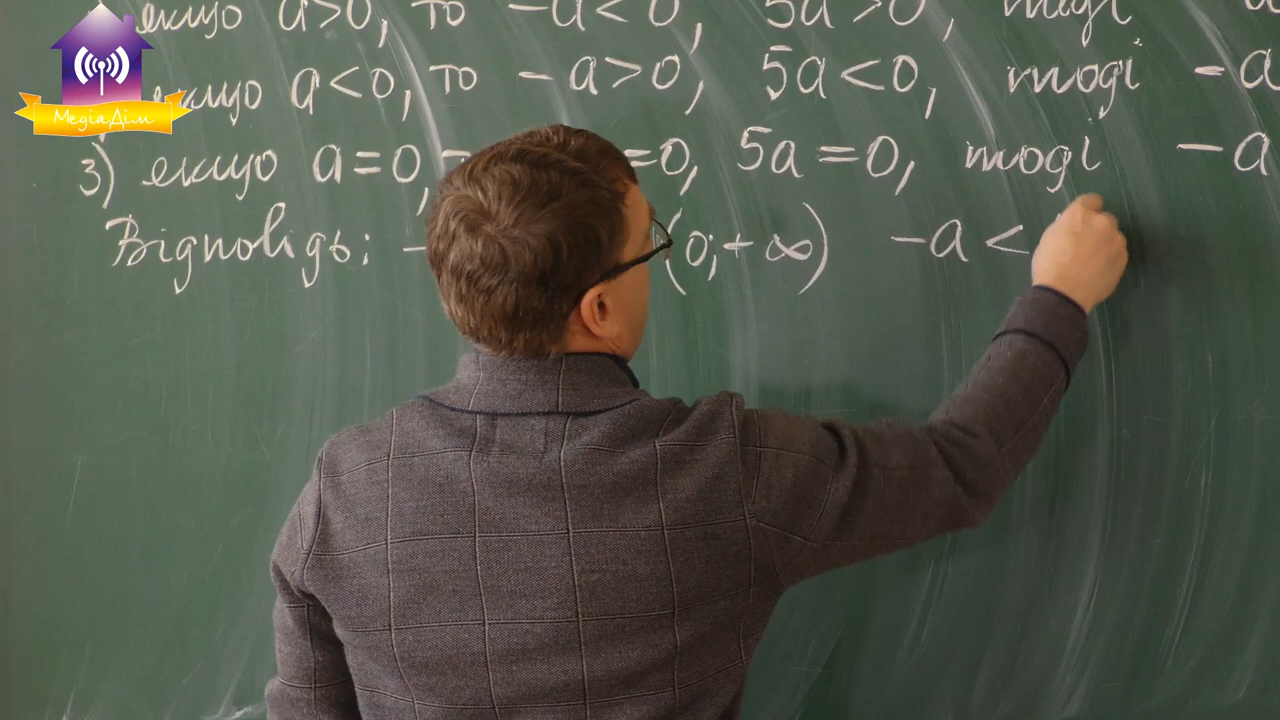 МедіаДім
якщо a>0, то -a<0, 5a>0, тоді
якщо a<0, то -a>0, 5a<0, тоді -a
3) якщо a=0, =0, 5a=0, тоді -a
Відповідь: - (0;+∞) -a <